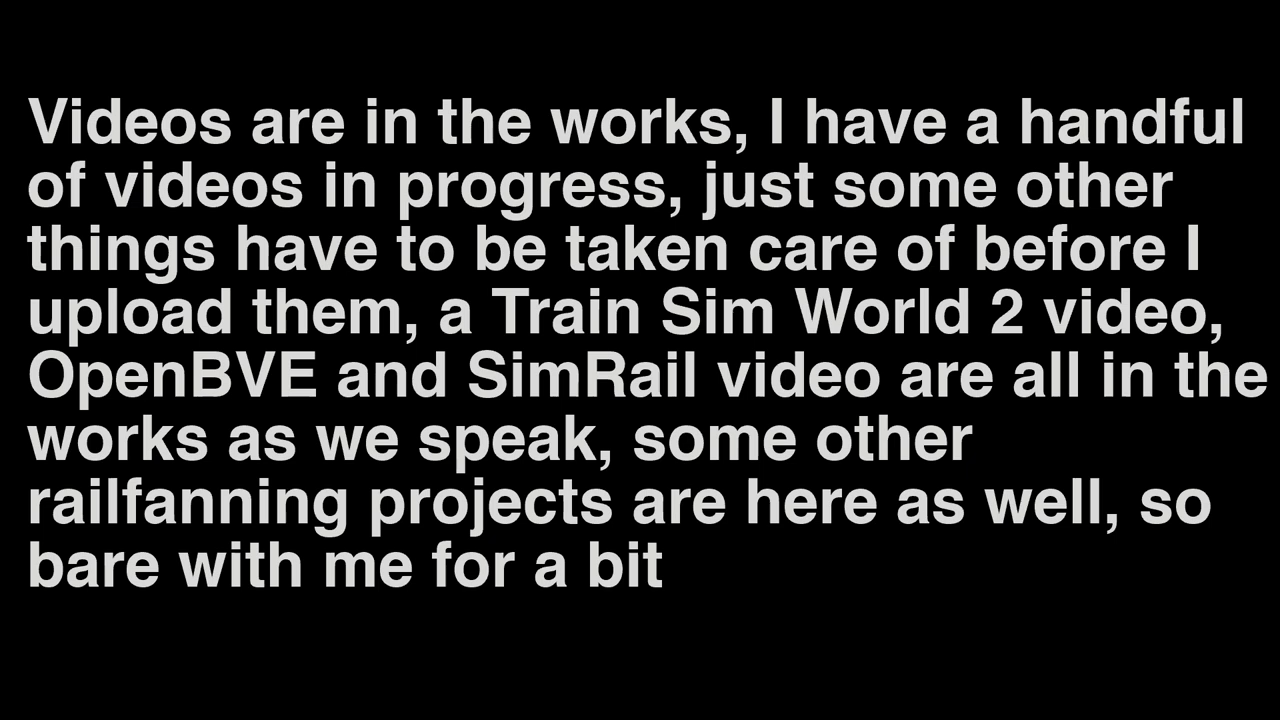 Videos are in the works, I have a handful
of videos in progress, just some other
things have to be taken care of before I
upload them, a Train Sim World 2 video,
OpenBVE and SimRail video are all in the
works as we speak, some other
railfanning projects are here as well, so
bare with me for a bit